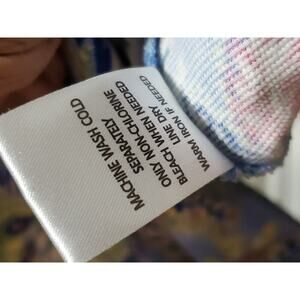 MACHINE WASH COLD
SEPARATELY
ONLY NON-CHLORINE
BLEACH WHEN NEEDED
LINE DRY
WARM IRON IF NEEDED